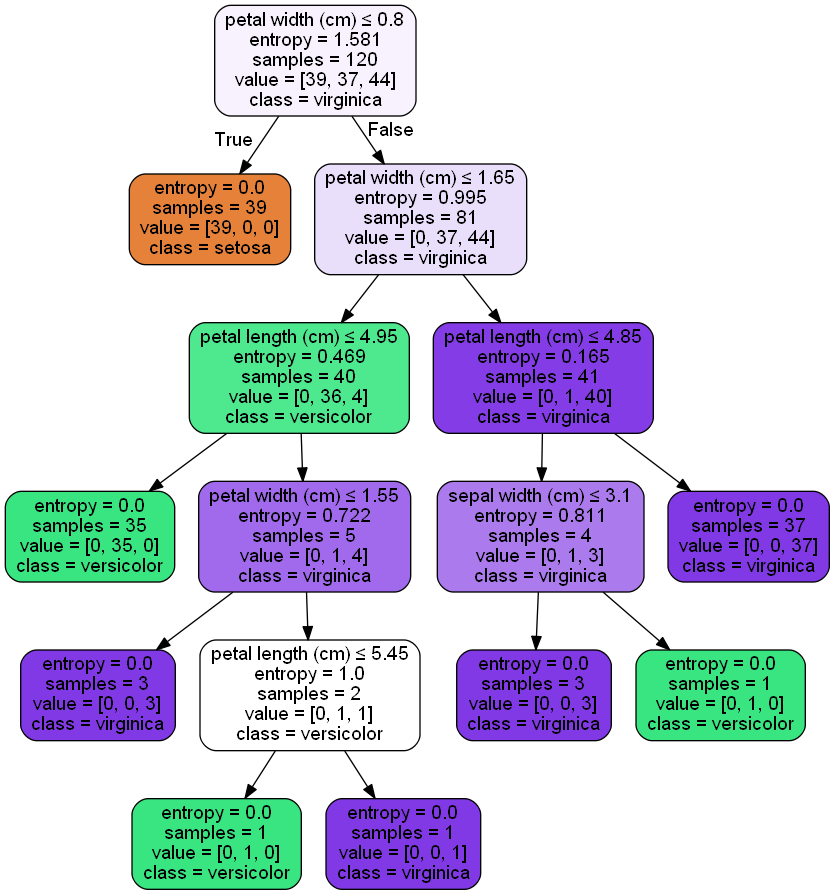 petal width (cm) ≤ 0.8
entropy = 1.581
samples = 120
value = [39, 37, 44]
class = virginica
True
False
entropy = 0.0
samples = 39
value = [39, 0, 0]
class = setosa
petal width (cm) ≤ 1.65
entropy = 0.995
samples = 81
value = [0, 37, 44]
class = virginica
petal length (cm) ≤ 4.95
entropy = 0.469
samples = 40
value = [0, 36, 4]
class = versicolor
petal length (cm) ≤ 4.85
entropy = 0.165
samples = 41
value = [0, 1, 40]
class = virginica
entropy = 0.0
samples = 35
value = [0, 35, 0]
class = versicolor
petal width (cm) ≤ 1.55
entropy = 0.722
samples = 5
value = [0, 1, 4]
class = virginica
sepal width (cm) ≤ 3.1
entropy = 0.811
samples = 4
value = [0, 1, 3]
class = virginica
entropy = 0.0
samples = 37
value = [0, 0, 37]
class = virginica
entropy = 0.0
samples = 3
value = [0, 0, 3]
class = virginica
petal length (cm) ≤ 5.45
entropy = 1.0
samples = 2
value = [0, 1, 1]
class = versicolor
entropy = 0.0
samples = 3
value = [0, 0, 3]
class = virginica
entropy = 0.0
samples = 1
value = [0, 1, 0]
class = versicolor
entropy = 0.0
samples = 1
value = [0, 1, 0]
class = versicolor
entropy = 0.0
samples = 1
value = [0, 0, 1]
class = virginica